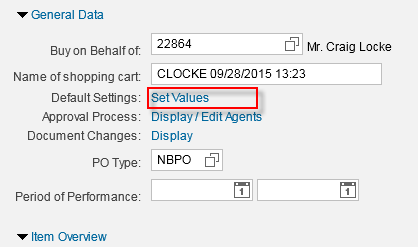 General Data
Buy on Behalf of: 22864 Mr. Craig Locke
Name of shopping cart: CLOCKE 09/28/2015 13:23
Default Settings: Set Values
Approval Process: Display / Edit Agents
Document Changes: Display
PO Type: NBPO
Period of Performance: 1 1
Item Overview